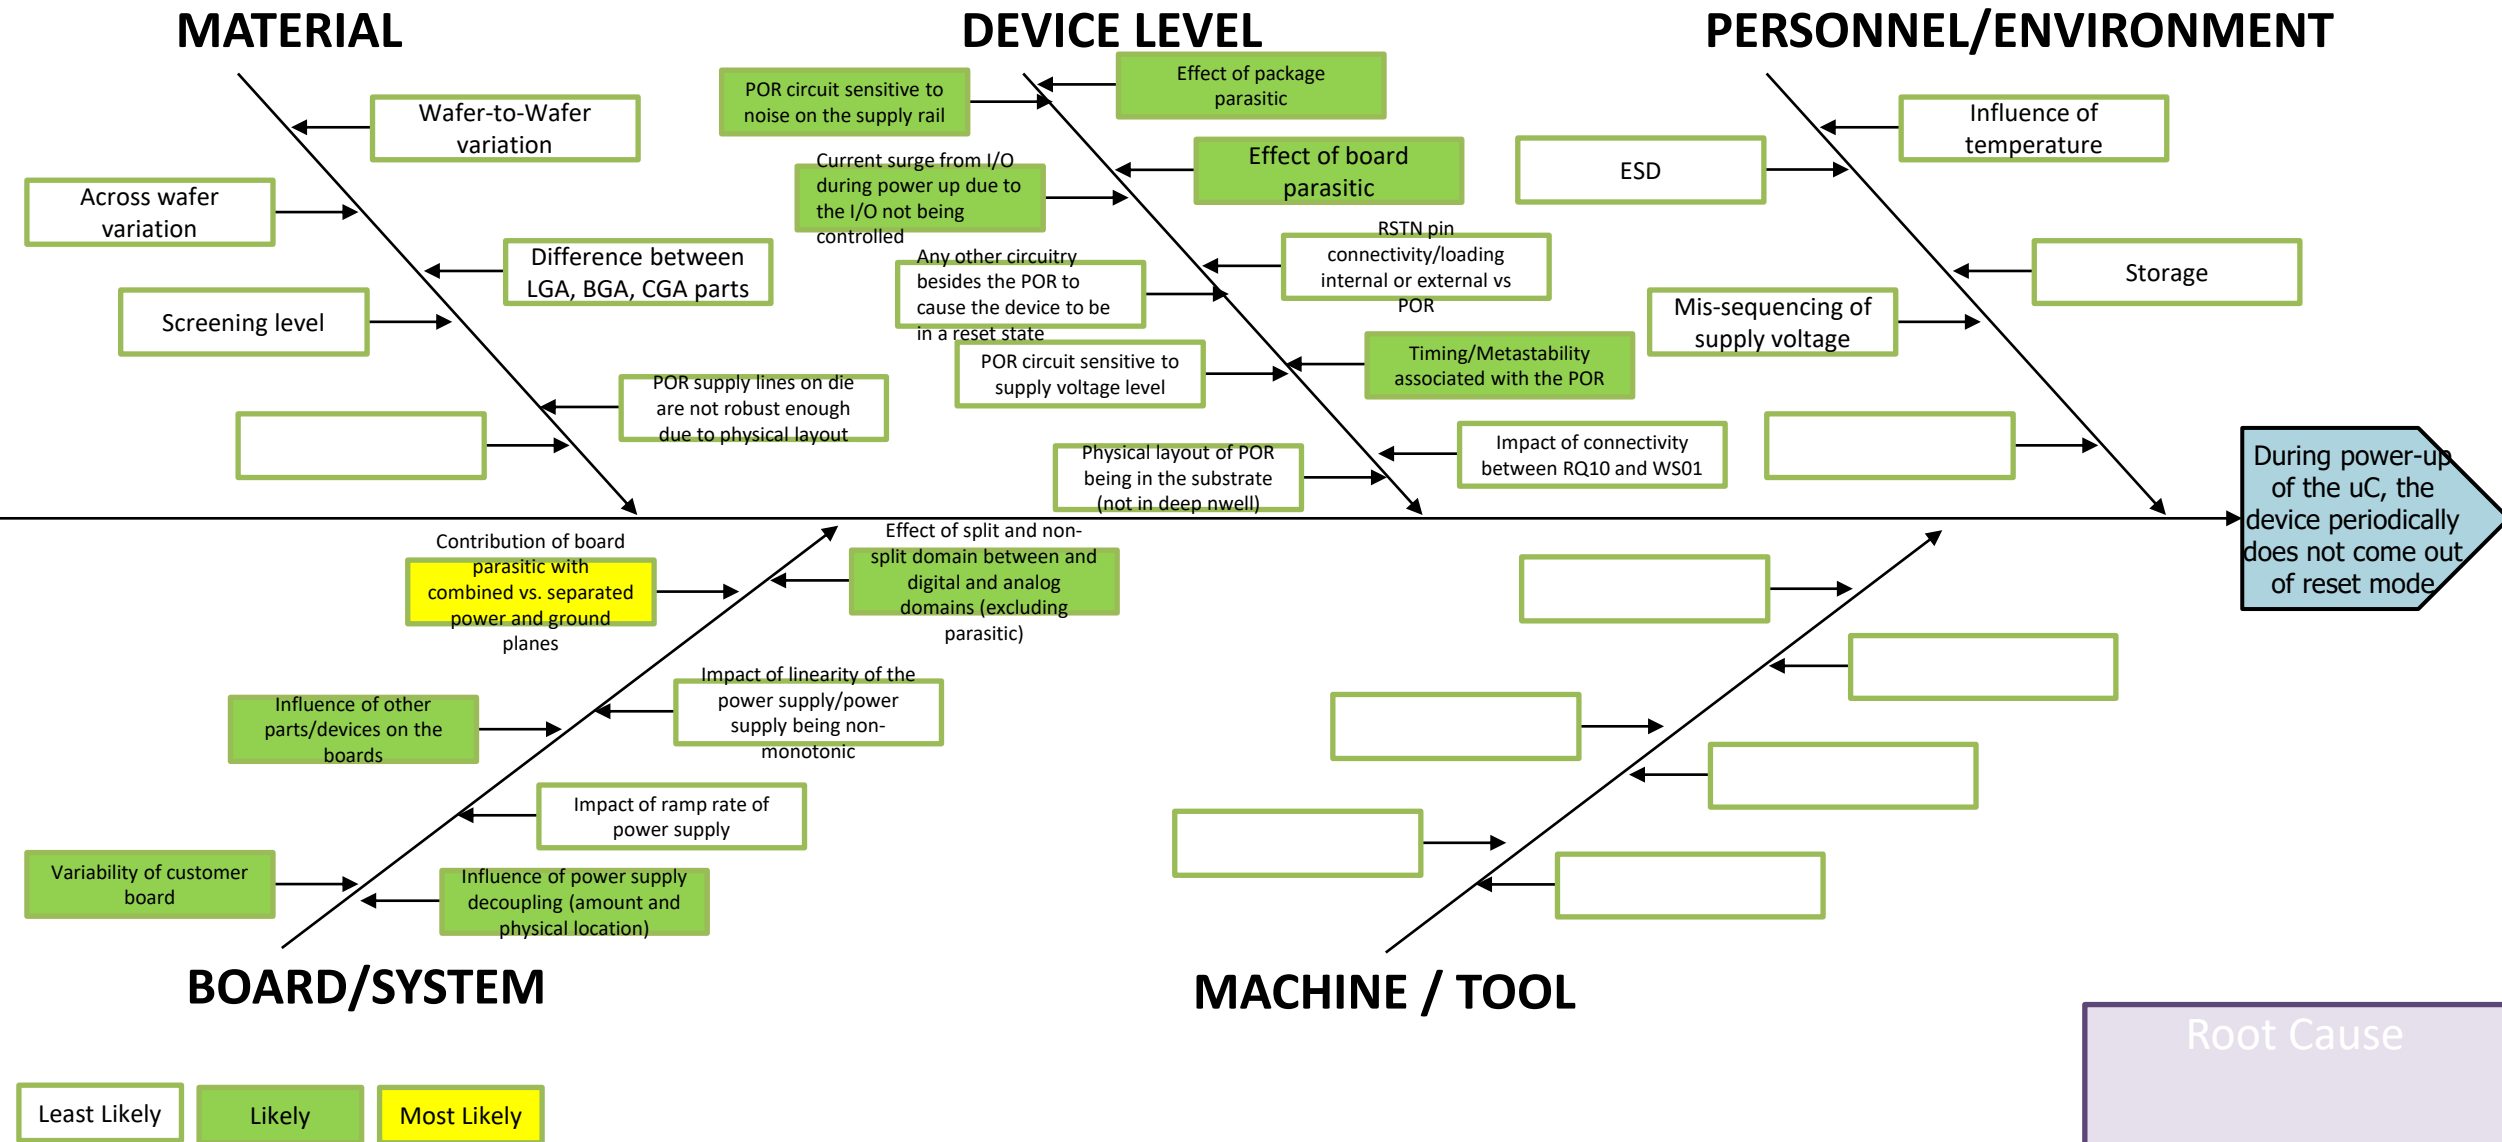 MATERIAL
DEVICE LEVEL
PERSONNEL/ENVIRONMENT
Wafer-to-Wafer
variation
Across wafer
variation
Difference between
LGA, BGA, CGA parts
Screening level
POR supply lines on die
are not robust enough
due to physical layout
POR circuit sensitive to
noise on the supply rail
Effect of package
parasitic
Effect of board
parasitic
Current surge from I/O
during power up due to
the I/O not being
controlled
RSTN pin
connectivity/loading
internal or external vs
POR
Any other circuitry
besides the POR to
cause the device to be
in a reset state
POR circuit sensitive to
supply voltage level
Timing/Metastability
associated with the POR
Impact of connectivity
between RQ10 and WS01
Physical layout of POR
being in the substrate
(not in deep nwell)
Influence of
temperature
ESD
Storage
Mis-sequencing of
supply voltage
During power-up
of the uC, the
device periodically
does not come out
of reset mode
Contribution of board
parasitic with
combined vs. separated
power and ground
planes
Effect of split and non-
split domain between and
digital and analog
domains (excluding
parasitic)
Influence of other
parts/devices on the
boards
Impact of linearity of the
power supply/power
supply being non-
monotonic
Impact of ramp rate of
power supply
Variability of customer
board
Influence of power supply
decoupling (amount and
physical location)
BOARD/SYSTEM
MACHINE / TOOL
Root Cause
Least Likely
Likely
Most Likely